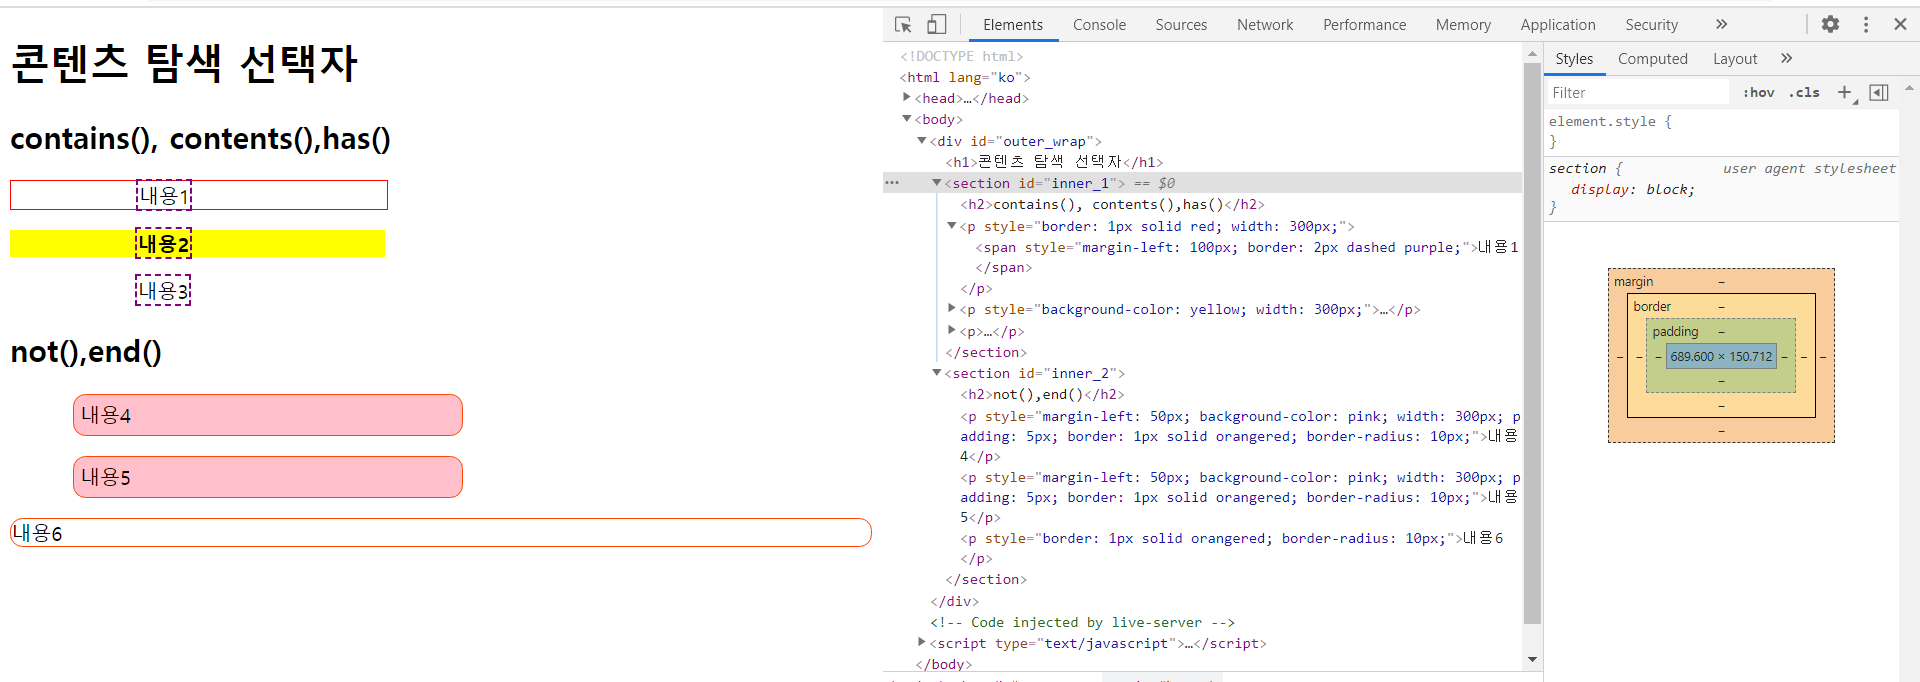 콘텐츠 탐색 선택자
contains(), contents(),has()
내용1
내용2
내용3
not(),end()
내용4
내용5
내용6
Elements Console Sources Network Performance Memory Application Security »
<!DOCTYPE html>
<html lang="ko">
<head>…</head>
<body>
<div id="outer_wrap">
<h1>콘텐츠 탐색 선택자</h1>
<section id="inner_1"> == $0
<h2>contains(), contents(),has()</h2>
<p style="border: 1px solid red; width: 300px;">
<span style="margin-left: 100px; border: 2px dashed purple;">내용1
</span>
</p>
<p style="background-color: yellow; width: 300px;">…</p>
<p>…</p>
</section>
<section id="inner_2">
<h2>not(),end()</h2>
<p style="margin-left: 50px; background-color: pink; width: 300px; p
adding: 5px; border: 1px solid orangered; border-radius: 10px;">내용
4</p>
<p style="margin-left: 50px; background-color: pink; width: 300px; p
adding: 5px; border: 1px solid orangered; border-radius: 10px;">내용
5</p>
<p style="border: 1px solid orangered; border-radius: 10px;">내용6
</p>
</section>
</div>
<!-- Code injected by live-server -->
<script type="text/javascript">…</script>
</body>
Styles Computed Layout »
Filter :hov .cls +
element.style {
}
section { user agent stylesheet
display: block;
}
margin –
border –
padding –
– – – 689.600 × 150.712 – – –
–
–
–